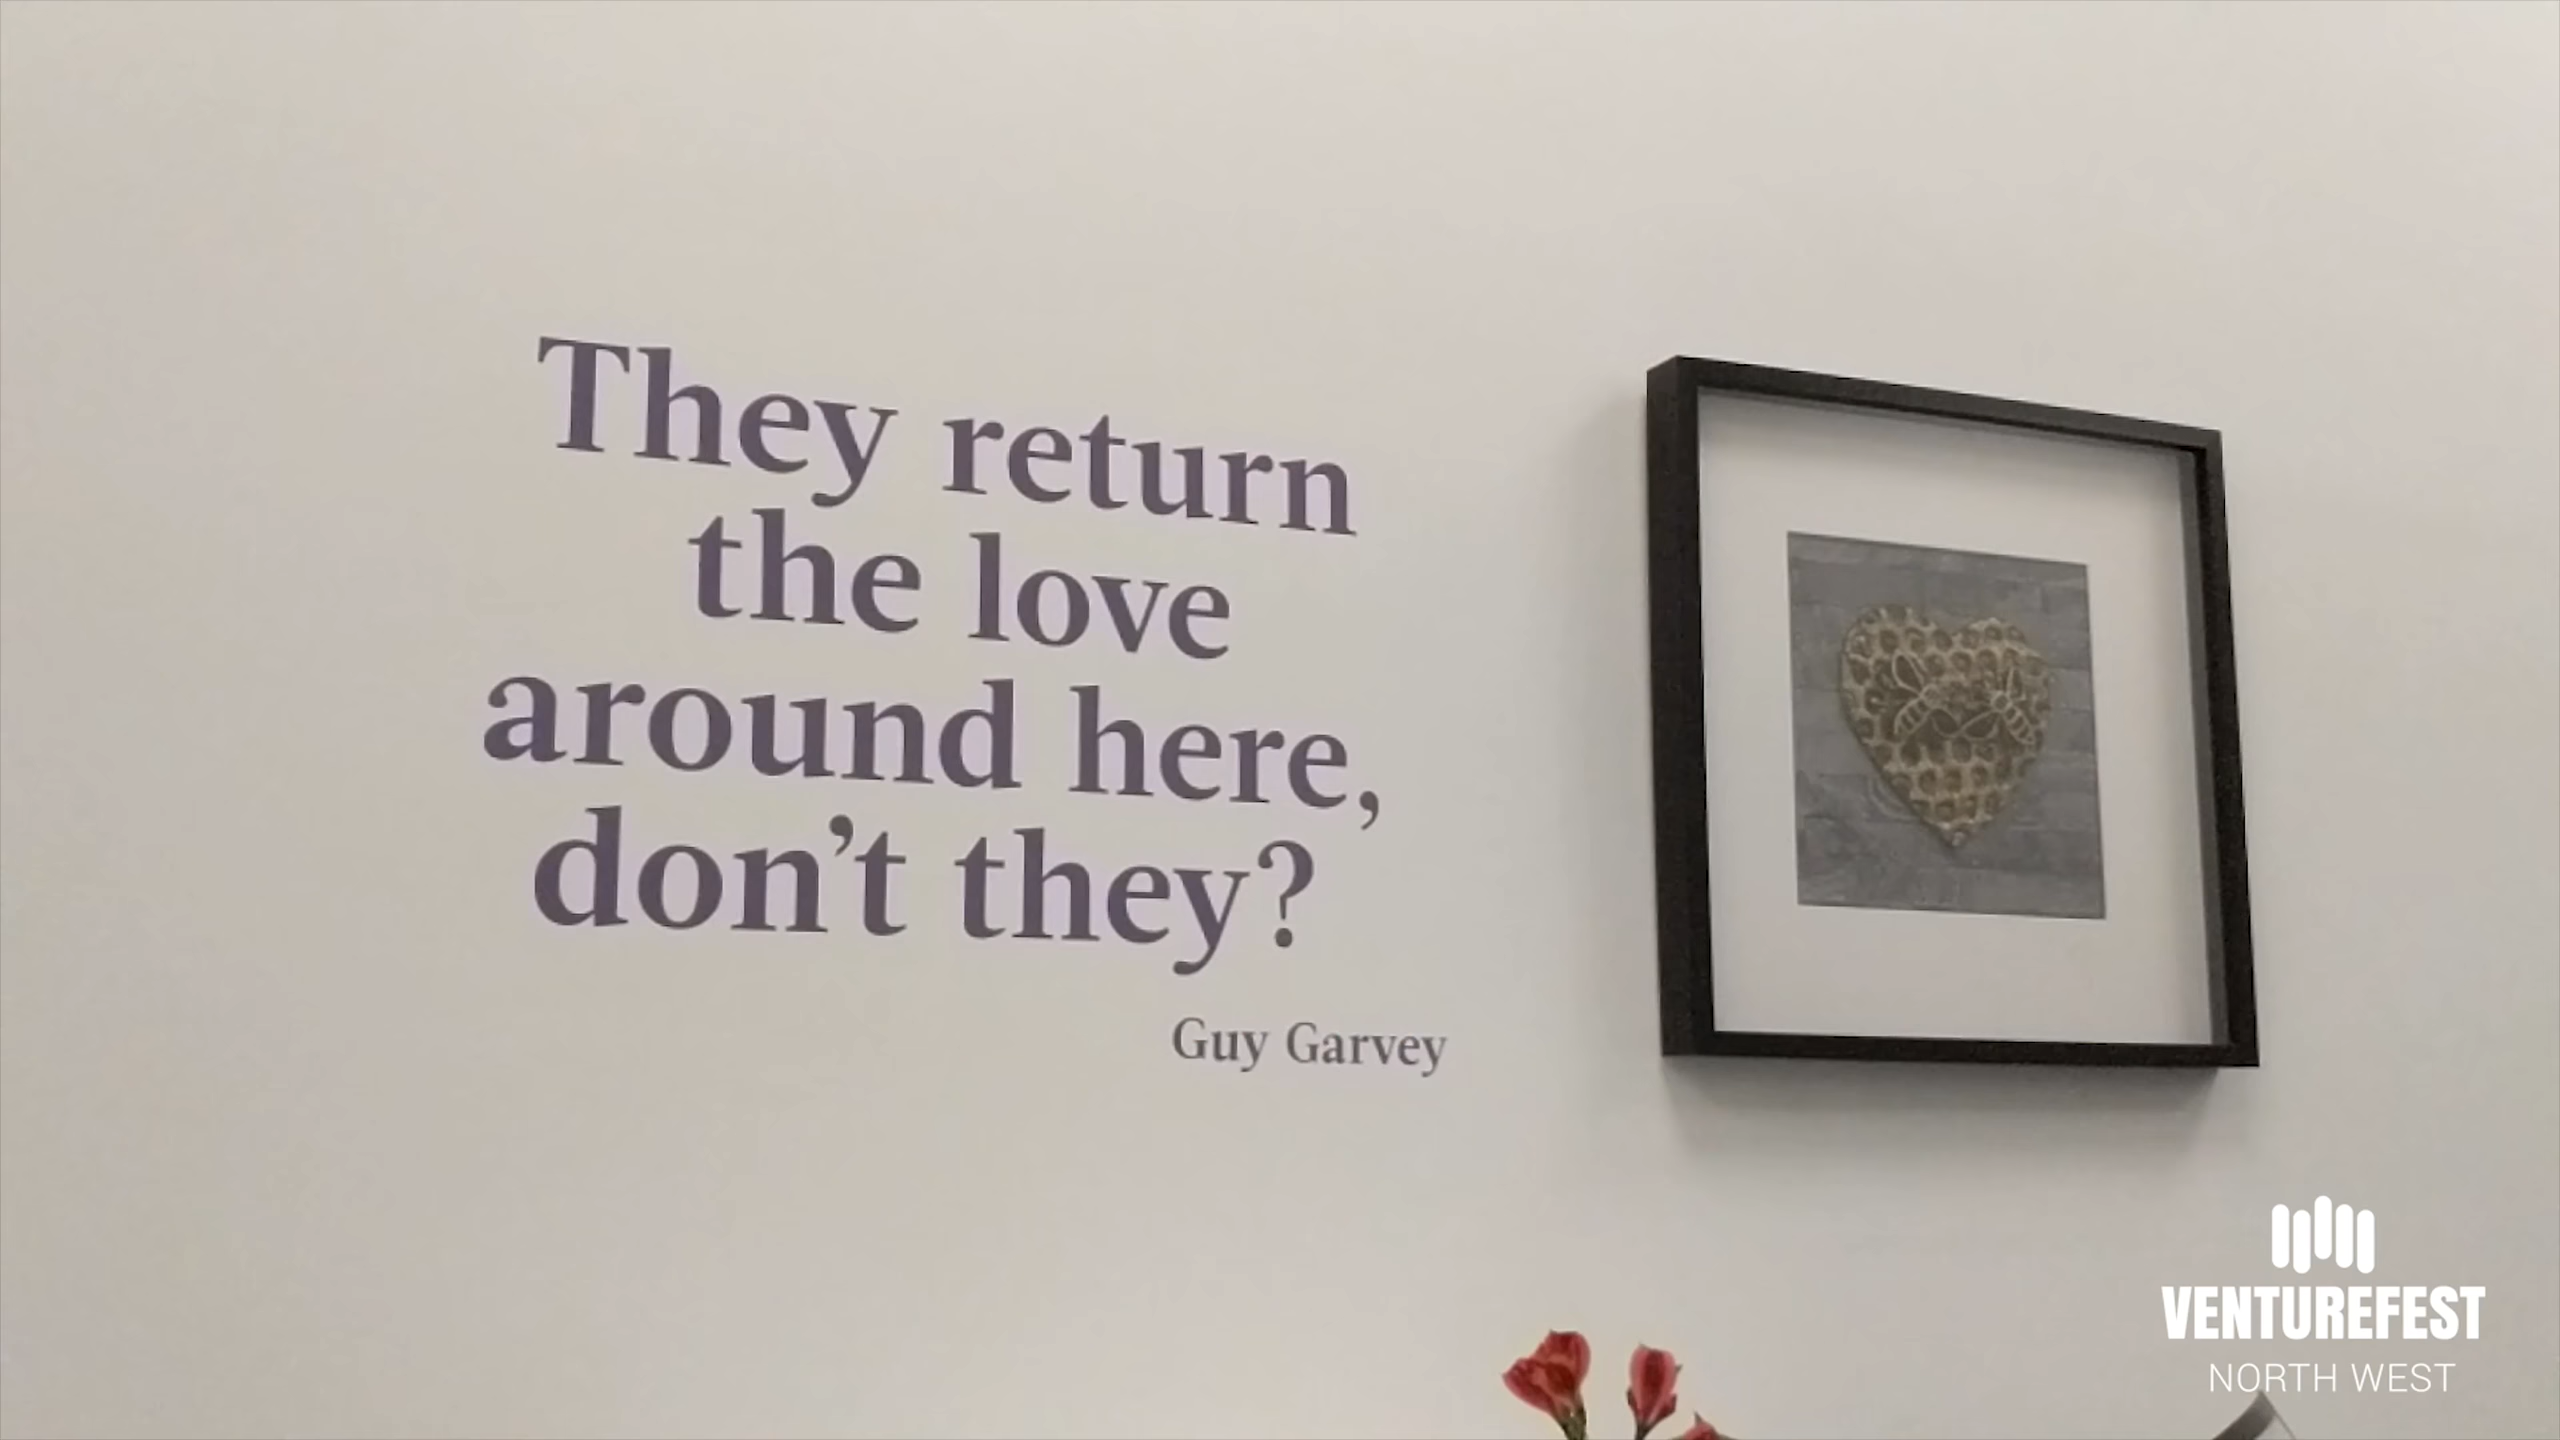 They return
the love
around here,
don't they?
Guy Garvey
VENTUREFEST
NORTH WEST